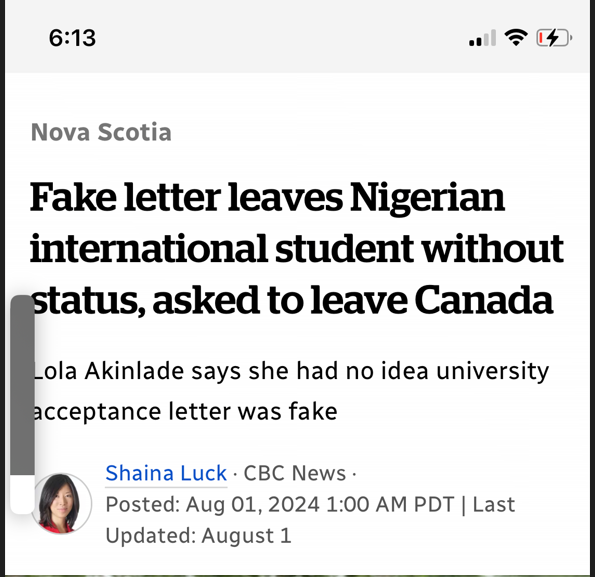 6:13
Nova Scotia
Fake letter leaves Nigerian
international student without
status, asked to leave Canada
Lola Akinlade says she had no idea university
acceptance letter was fake
Shaina Luck · CBC News ·
Posted: Aug 01, 2024 1:00 AM PDT | Last
Updated: August 1